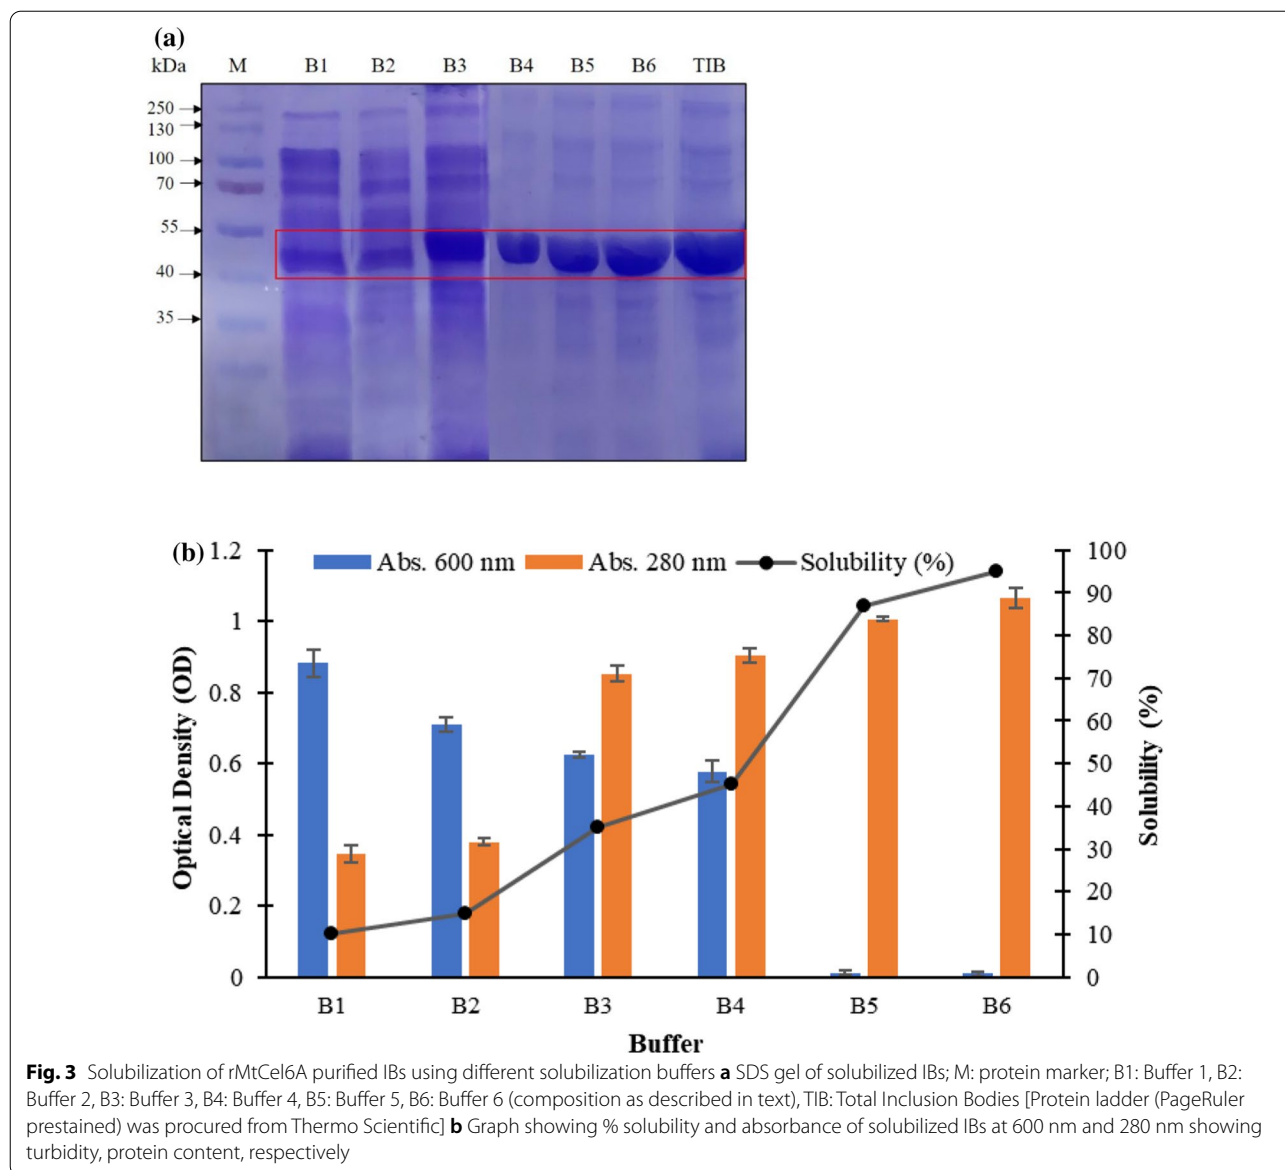 (a)
kDa M B1 B2 B3 B4 B5 B6 TIB
250
130
100
70
55
40
35
(b)
Abs. 600 nm Abs. 280 nm Solubility (%)
1.2
1
0.8
0.6
0.4
0.2
0
Optical Density (OD)
100
90
80
70
60
50
40
30
20
10
0
Solubility (%)
B1 B2 B3 B4 B5 B6
Buffer
Fig. 3 Solubilization of rMtCel6A purified IBs using different solubilization buffers a SDS gel of solubilized IBs; M: protein marker; B1: Buffer 1, B2:
Buffer 2, B3: Buffer 3, B4: Buffer 4, B5: Buffer 5, B6: Buffer 6 (composition as described in text), TIB: Total Inclusion Bodies [Protein ladder (PageRuler
prestained) was procured from Thermo Scientific] b Graph showing % solubility and absorbance of solubilized IBs at 600 nm and 280 nm showing
turbidity, protein content, respectively